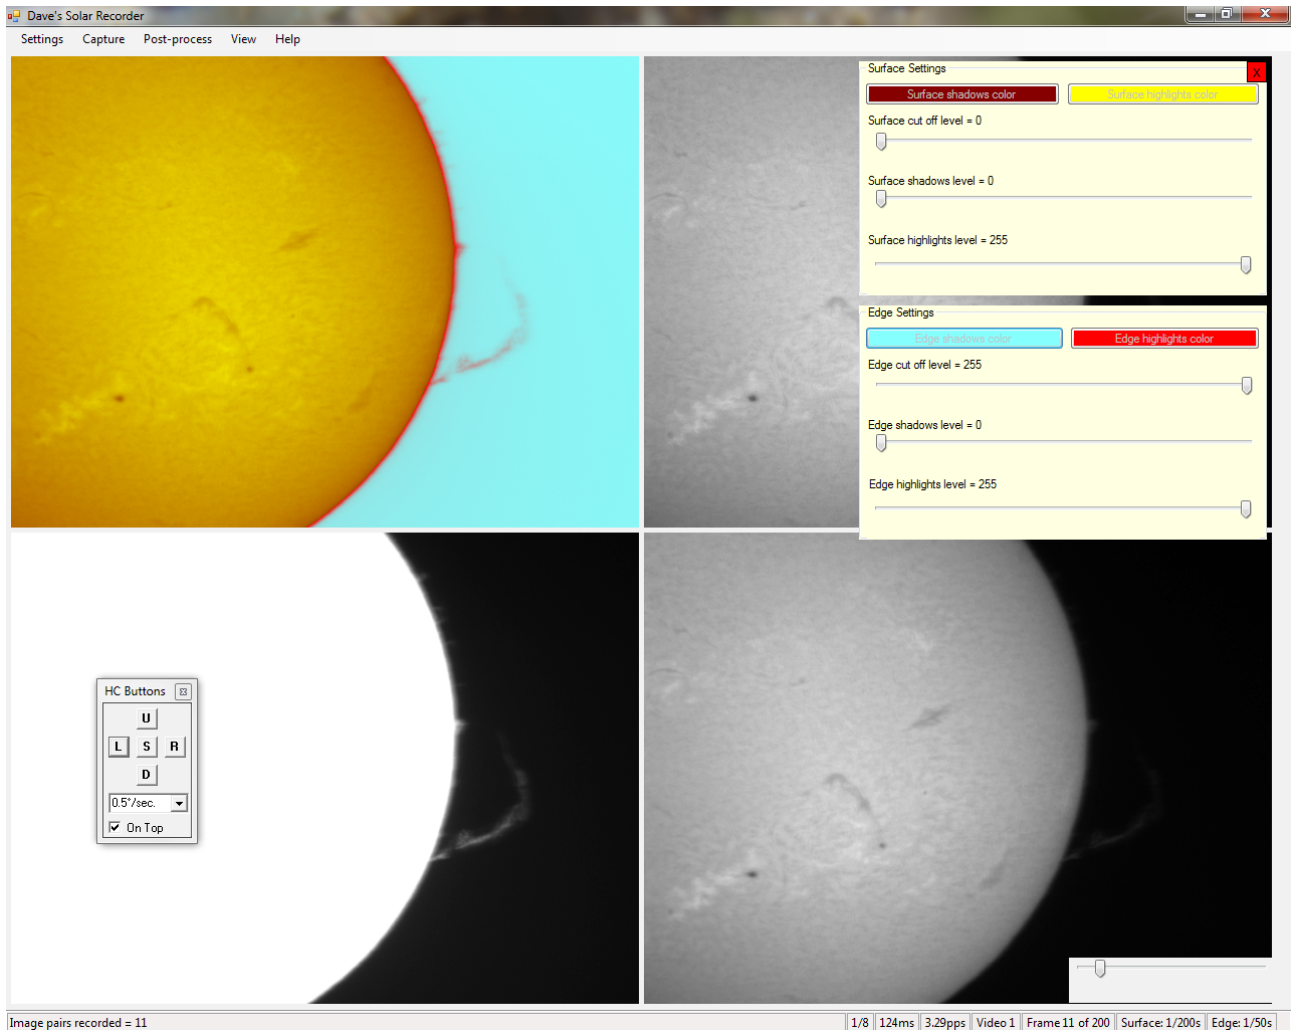 Dave's Solar Recorder
Settings Capture Post-process View Help
Surface Settings
X
Surface shadows color Surface highlights color
Surface cut off level = 0
Surface shadows level = 0
Surface highlights level = 255
Edge Settings
Edge shadows color Edge highlights color
Edge cut off level = 255
Edge shadows level = 0
Edge highlights level = 255
HC Buttons
U
L S R
D
0.5°/sec.
On Top
Image pairs recorded = 11 1/8 124ms 3.29pps Video 1 Frame 11 of 200 Surface: 1/200s Edge: 1/50s